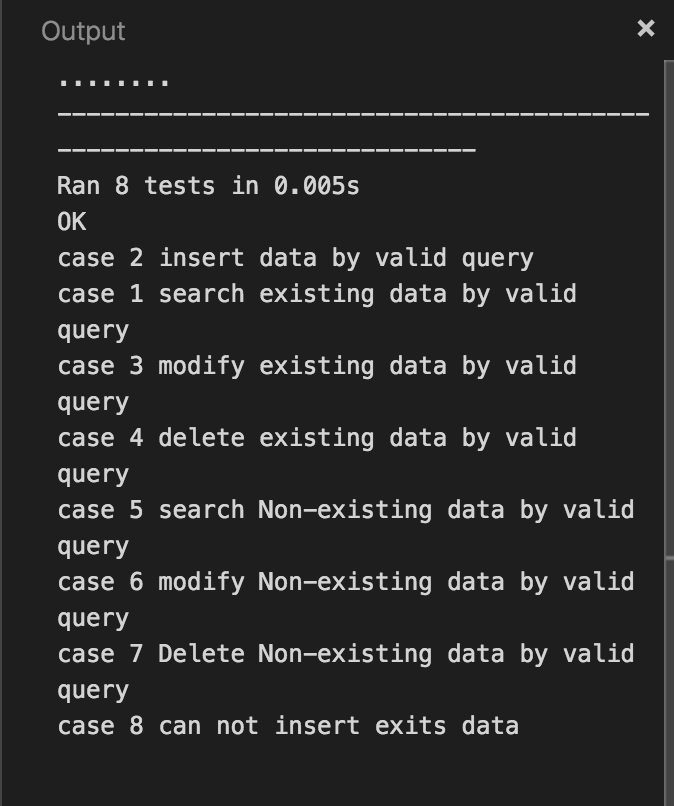 Output
........
-----------------------------------------
-----------------------------
Ran 8 tests in 0.005s
OK
case 2 insert data by valid query
case 1 search existing data by valid
query
case 3 modify existing data by valid
query
case 4 delete existing data by valid
query
case 5 search Non-existing data by valid
query
case 6 modify Non-existing data by valid
query
case 7 Delete Non-existing data by valid
query
case 8 can not insert exits data